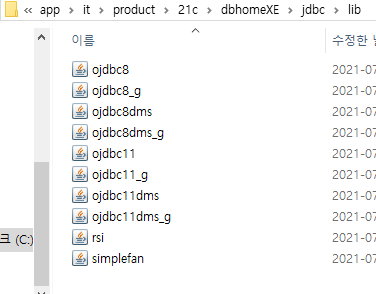 « app > it > product > 21c > dbhomeXE > jdbc > lib
이름 수정한 날
ojdbc8 2021-07
ojdbc8_g 2021-07
ojdbc8dms 2021-07
ojdbc8dms_g 2021-07
ojdbc11 2021-07
ojdbc11_g 2021-07
ojdbc11dms 2021-07
ojdbc11dms_g 2021-07
크 (C:) rsi 2021-07
simplefan 2021-07